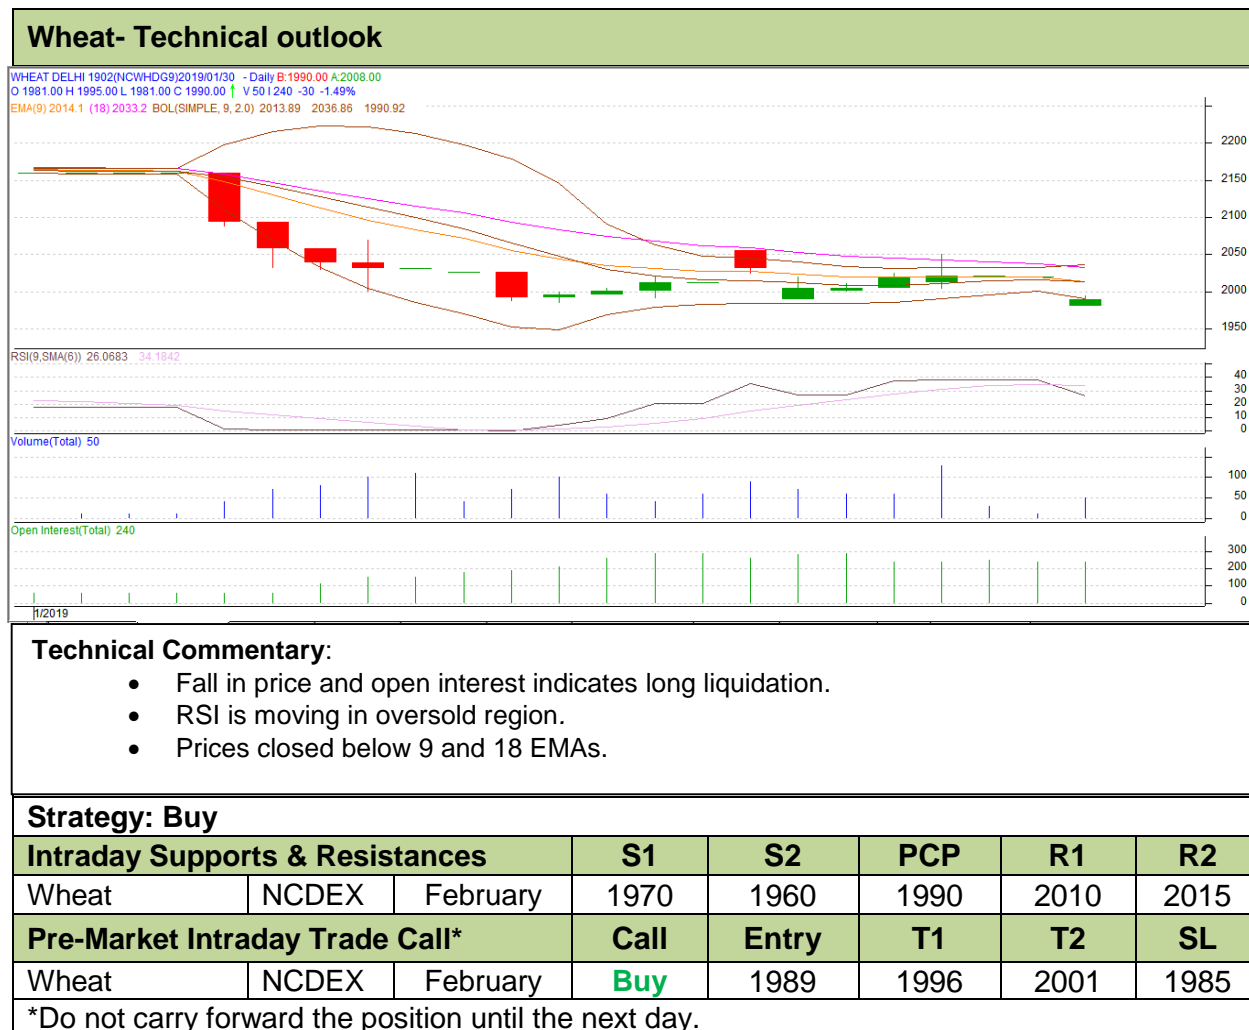 Wheat- Technical outlook
WHEAT DELHI 1902(NCWHDG9)2019/01/30 - Daily B:1990.00 A:2008.00
O 1981.00 H 1995.00 L 1981.00 C 1990.00 V 50 I 240 -30 -1.49%
EMA(9) 2014.1 (18) 2033.2 BOL(SIMPLE, 9, 2.0) 2013.89 2036.86 1990.92
2200
2150
2100
2050
2000
1950
RSI(9,SMA(6)) 26.0683 34.1842
40
30
20
10
0
Volume(Total) 50
100
50
0
Open Interest(Total) 240
300
200
100
0
1/2019
Technical Commentary:
• Fall in price and open interest indicates long liquidation.
• RSI is moving in oversold region.
• Prices closed below 9 and 18 EMAs.
Strategy: Buy
Intraday Supports & Resistances S1 S2 PCP R1 R2
Wheat NCDEX February 1970 1960 1990 2010 2015
Pre-Market Intraday Trade Call* Call Entry T1 T2 SL
Wheat NCDEX February Buy 1989 1996 2001 1985
*Do not carry forward the position until the next day.